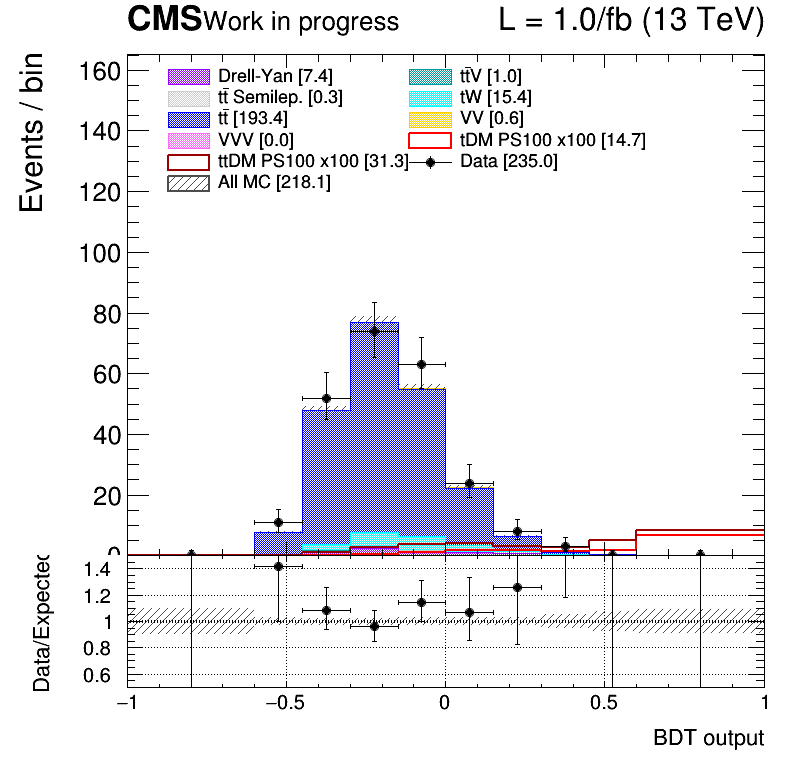 CMS Work in progress L = 1.0/fb (13 TeV)
Events / bin
160
140
120
100
80
60
40
20
0
Drell-Yan [7.4] tt̄V [1.0]
tt̄ Semilep. [0.3] tW [15.4]
tt̄ [193.4] VV [0.6]
VVV [0.0] tDM PS100 x100 [14.7]
ttDM PS100 x100 [31.3] Data [235.0]
All MC [218.1]
Data/Expected
1.4
1.2
1
0.8
0.6
−1 −0.5 0 0.5 1
BDT output